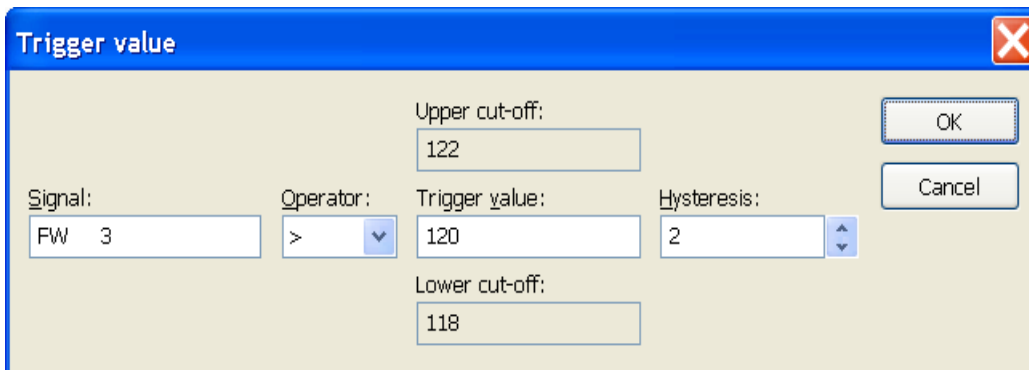 Trigger value
Upper cut-off:
122
OK
Signal:
Operator:
Trigger value:
Hysteresis:
Cancel
FW 3
>
120
2
Lower cut-off:
118